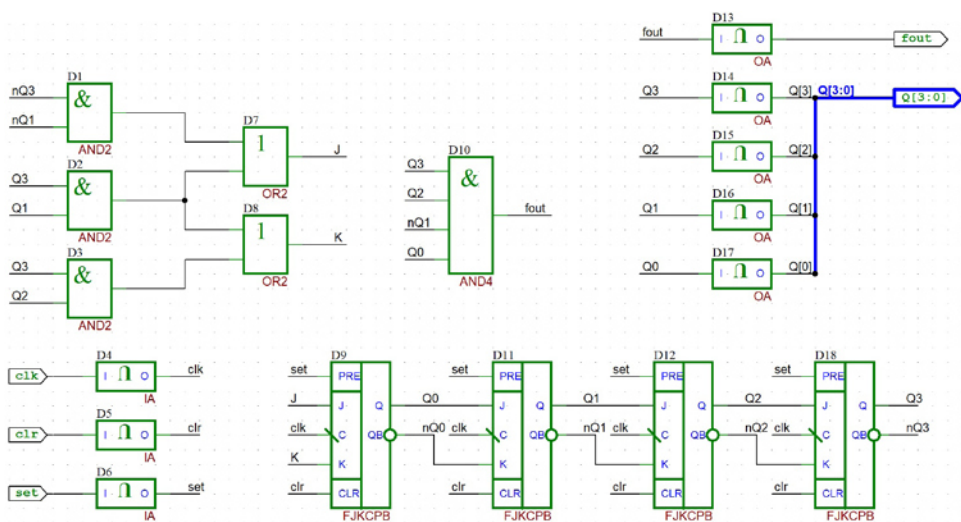 D13
fout I O fout
OA
D14
Q3 I O Q[3] Q[3:0] Q[3:0]
OA
D15
Q2 I O Q[2]
OA
D16
Q1 I O Q[1]
OA
D17
Q0 I O Q[0]
OA
D1
nQ3 &
nQ1
AND2
D2
Q3 &
Q1
AND2
D3
Q3 &
Q2
AND2
D7
1
J
OR2
D8
1
K
OR2
D10
Q3 &
Q2
nQ1 fout
Q0
AND4
D4
clk I O clk
IA
D5
clr I O clr
IA
D6
set I O set
IA
D9
set PRE
J J Q Q0
clk C QB nQ0
K K
clr CLR
FJKCPB
D11
set PRE
J Q Q1
clk C QB nQ1
K
clr CLR
FJKCPB
D12
set PRE
J Q Q2
clk C QB nQ2
K
clr CLR
FJKCPB
D18
set PRE
J Q Q3
clk C QB nQ3
K
clr CLR
FJKCPB